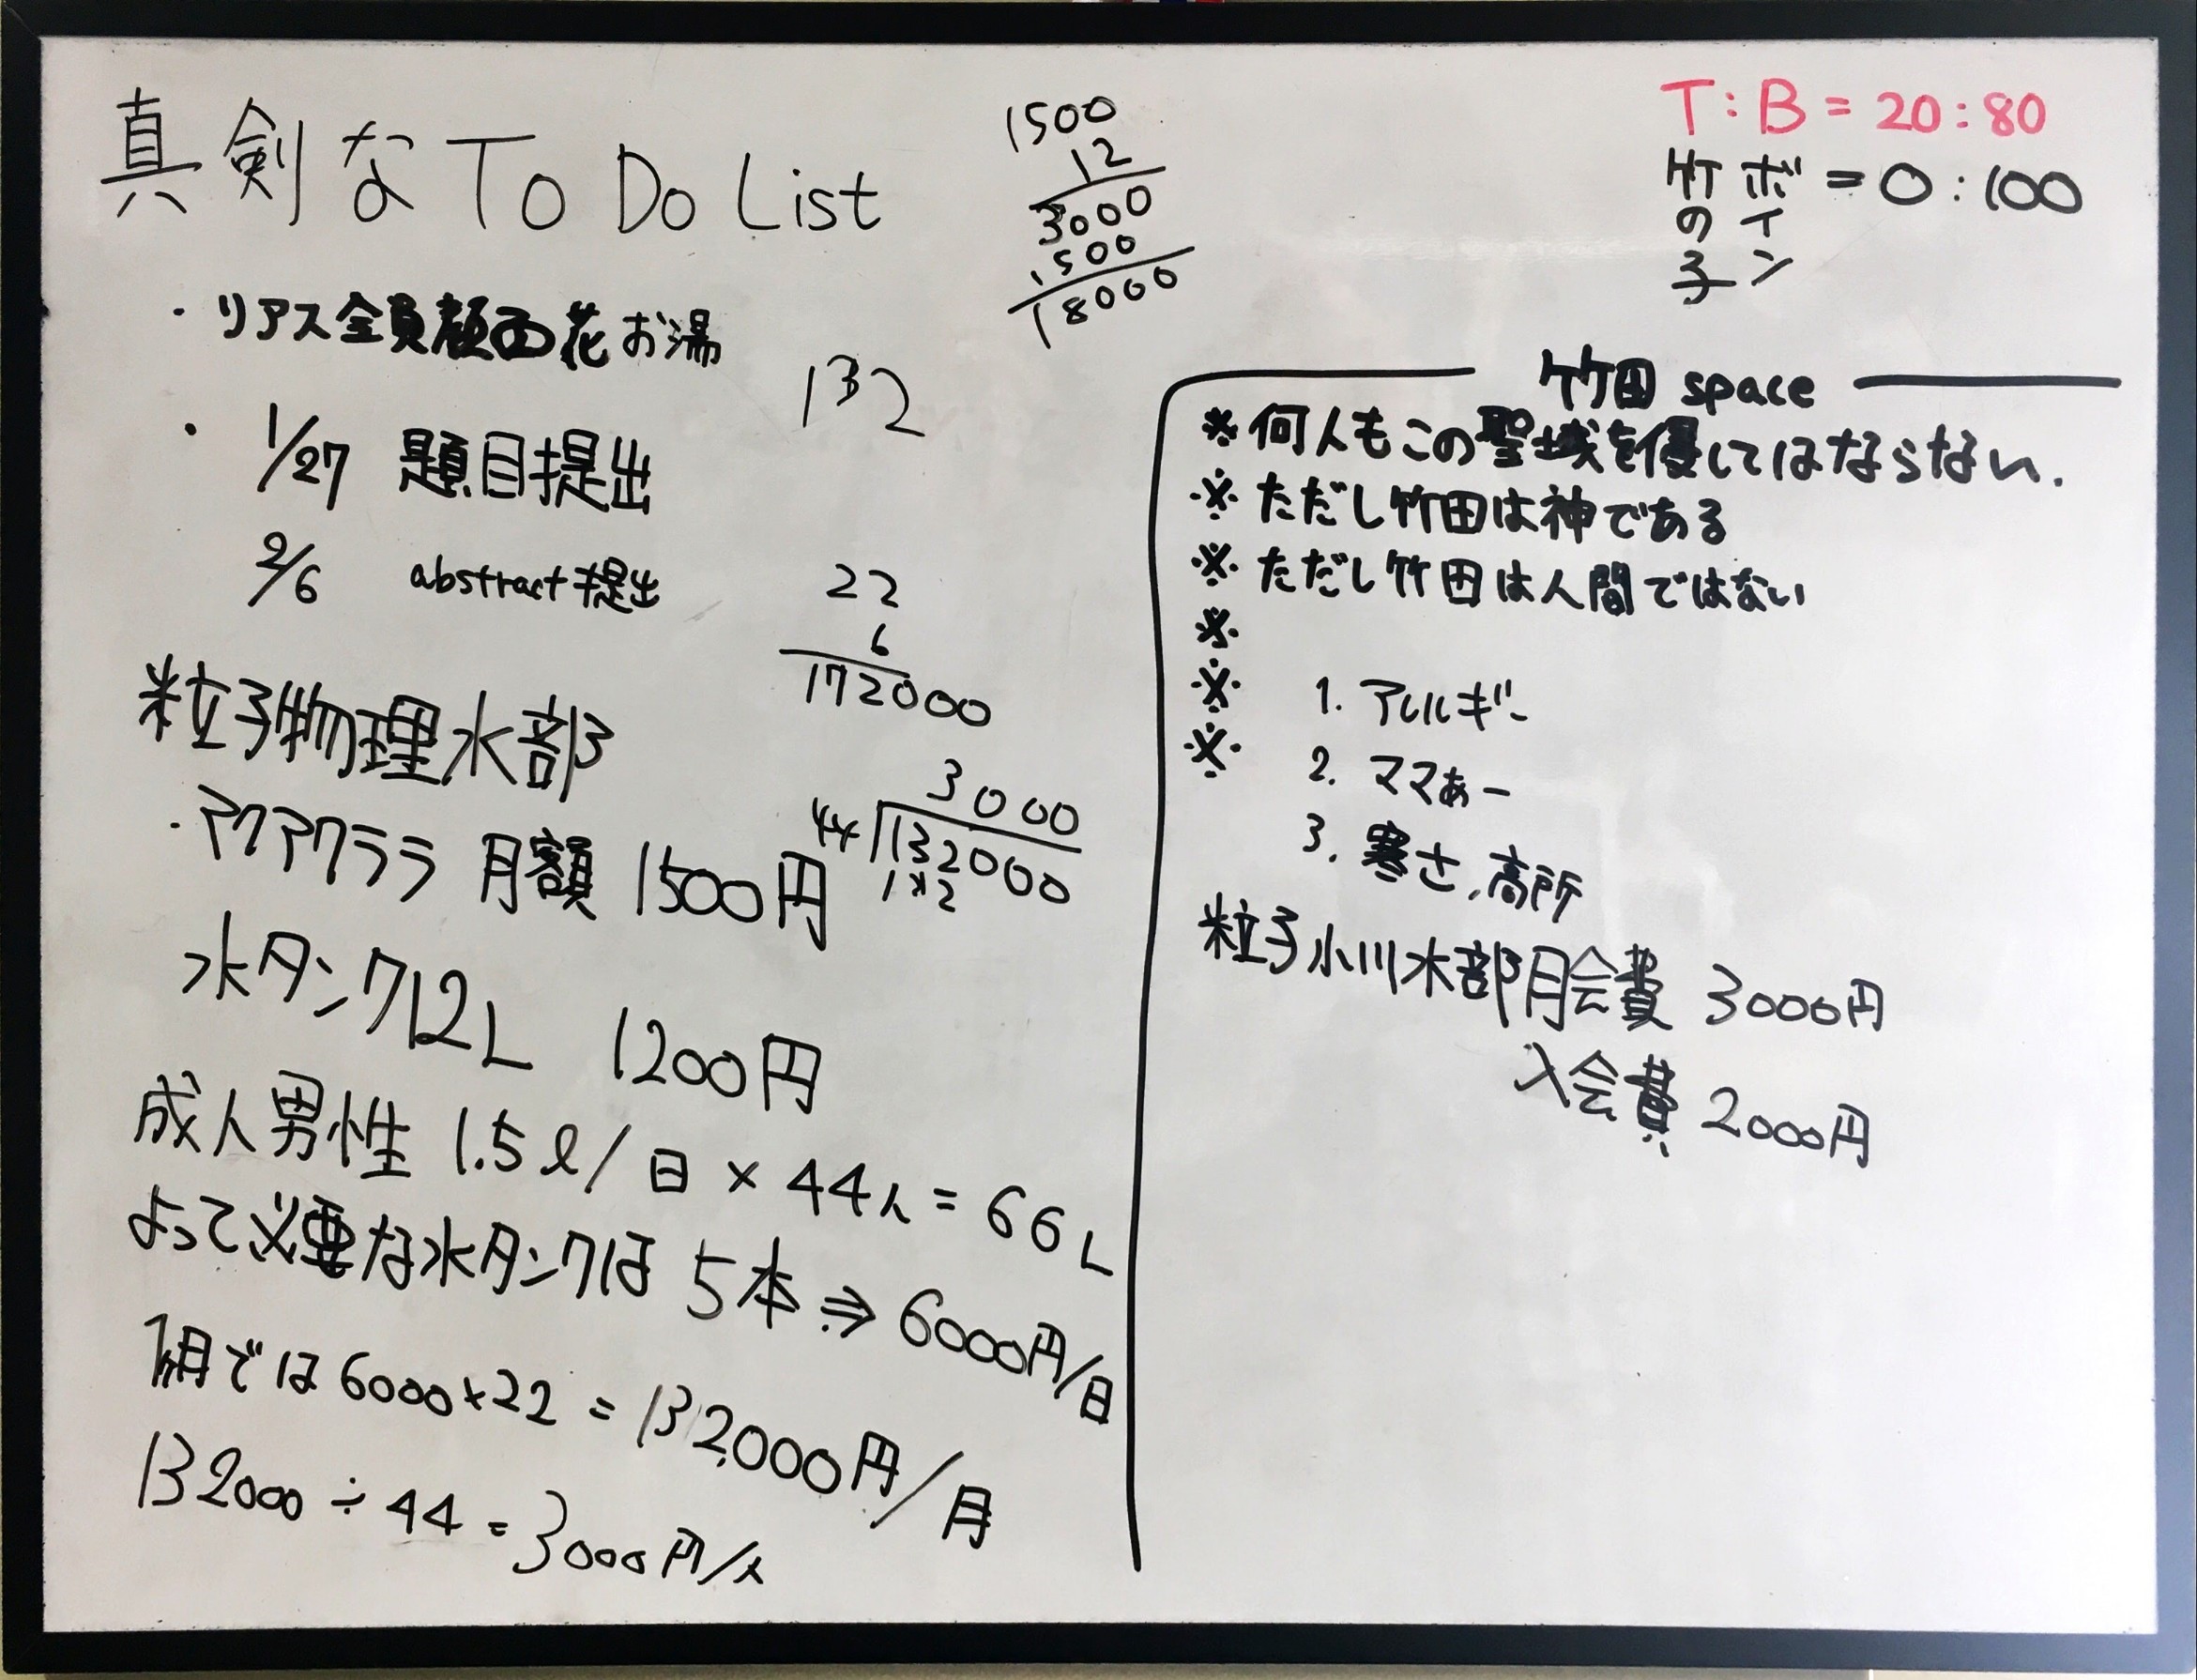 真剣な To Do List
・リアス全員顔面花お湯
・1/27 題目提出
2/6 abstract提出
粒子物理水部
・アクアクララ 月額 1500円
水タンク12L 1200円
成人男性 1.5ℓ/日 × 44人 = 66L
よって必要な水タンクは 5本 ⇒ 6000円/日
1ヶ月では 6000×22 = 132,000円/月
132000 ÷ 44 = 3000円/人
1500
12
3000
1500
18000
132
22
6
172000
3000
44 132000
132
T:B = 20:80
竹の子 ボイン = 0:100
竹田 space
※何人もこの聖域を優してはならない.
※ただし竹田は神である
※ただし竹田は人間ではない
※
※ 1. アレルギー
※ 2. ママあー
3. 寒さ,高所
粒子小川水部月会費 3000円
入会費 2000円